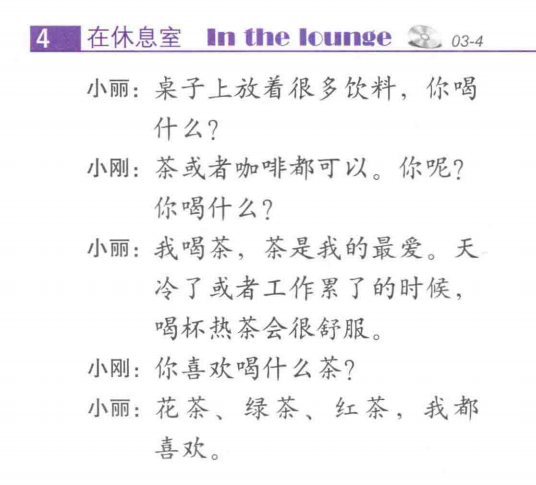 4 在休息室 In the lounge 03-4
小丽：桌子上放着很多饮料，你喝
什么？
小刚：茶或者咖啡都可以。你呢？
你喝什么？
小丽：我喝茶，茶是我的最爱。天
冷了或者工作累了的时候，
喝杯热茶会很舒服。
小刚：你喜欢喝什么茶？
小丽：花茶、绿茶、红茶，我都
喜欢。